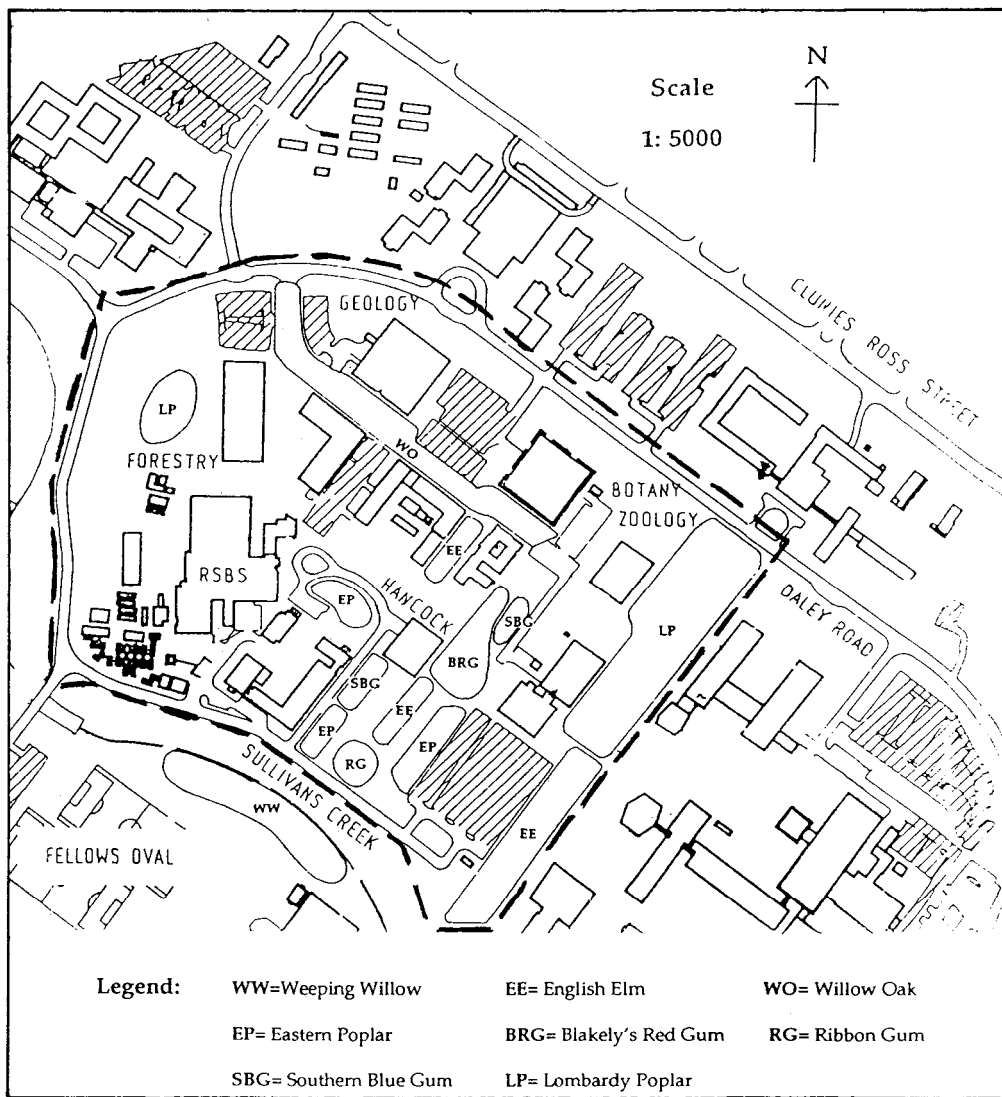 N
Scale
1: 5000
CLUNIES ROSS STREET
GEOLOGY
LP
WO
FORESTRY
BOTANY
ZOOLOGY
EE
RSBS
HANCOCK
EP
SBG
DALEY ROAD
LP
BRG
SBG
EE
EP
EP
RG
SULLIVANS CREEK
WW
EE
FELLOWS OVAL
Legend:
WW=Weeping Willow
EE= English Elm
WO= Willow Oak
EP= Eastern Poplar
BRG= Blakely's Red Gum
RG= Ribbon Gum
SBG= Southern Blue Gum
LP= Lombardy Poplar